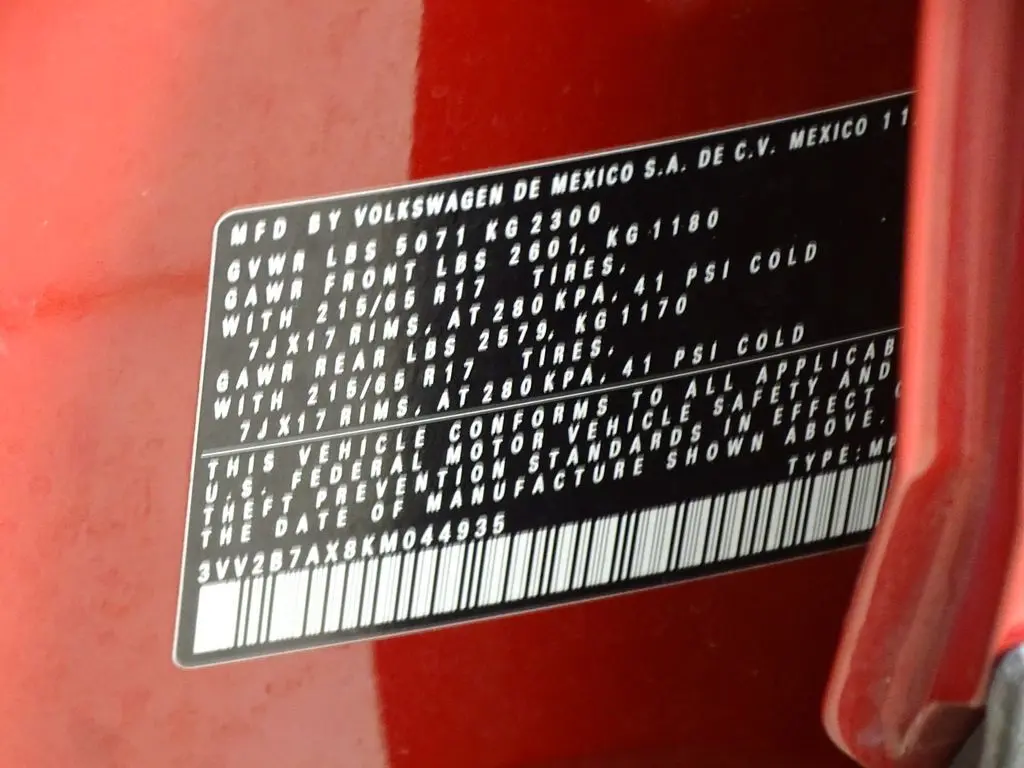 MFD BY VOLKSWAGEN DE MEXICO S.A. DE C.V. MEXICO 11
GVWR LBS 5071 KG 2300
GAWR FRONT LBS 2601, KG 1180
WITH 215/65 R17 TIRES,
7JX17 RIMS, AT 280 KPA, 41 PSI COLD
GAWR REAR LBS 2579, KG 1170
WITH 215/65 R17 TIRES,
7JX17 RIMS, AT 280 KPA, 41 PSI COLD
THIS VEHICLE CONFORMS TO ALL APPLICAB
U.S. FEDERAL MOTOR VEHICLE SAFETY AND
THEFT PREVENTION STANDARDS IN EFFECT
THE DATE OF MANUFACTURE SHOWN ABOVE.
TYPE: MP
3VV2B7AX8KM044935